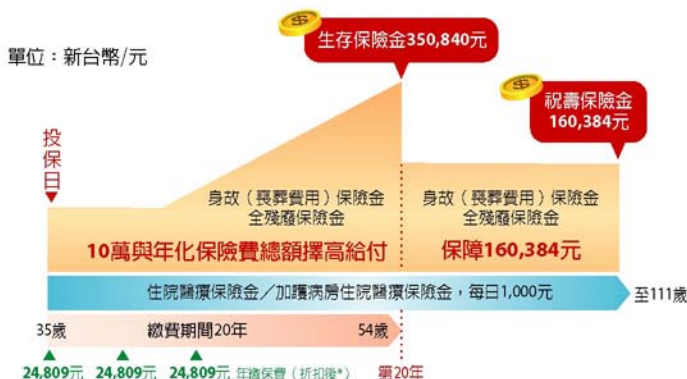 生存保險金350,840元
單位：新台幣/元
祝壽保險金
160,384元
投保日
身故（喪葬費用）保險金
全殘廢保險金
10萬與年化保險費總額擇高給付
身故（喪葬費用）保險金
全殘廢保險金
保障160,384元
住院醫療保險金／加護病房住院醫療保險金，每日1,000元
至111歲
35歲
繳費期間20年
54歲
24,809元
24,809元
24,809元 年繳保費（折扣後*）
第20年